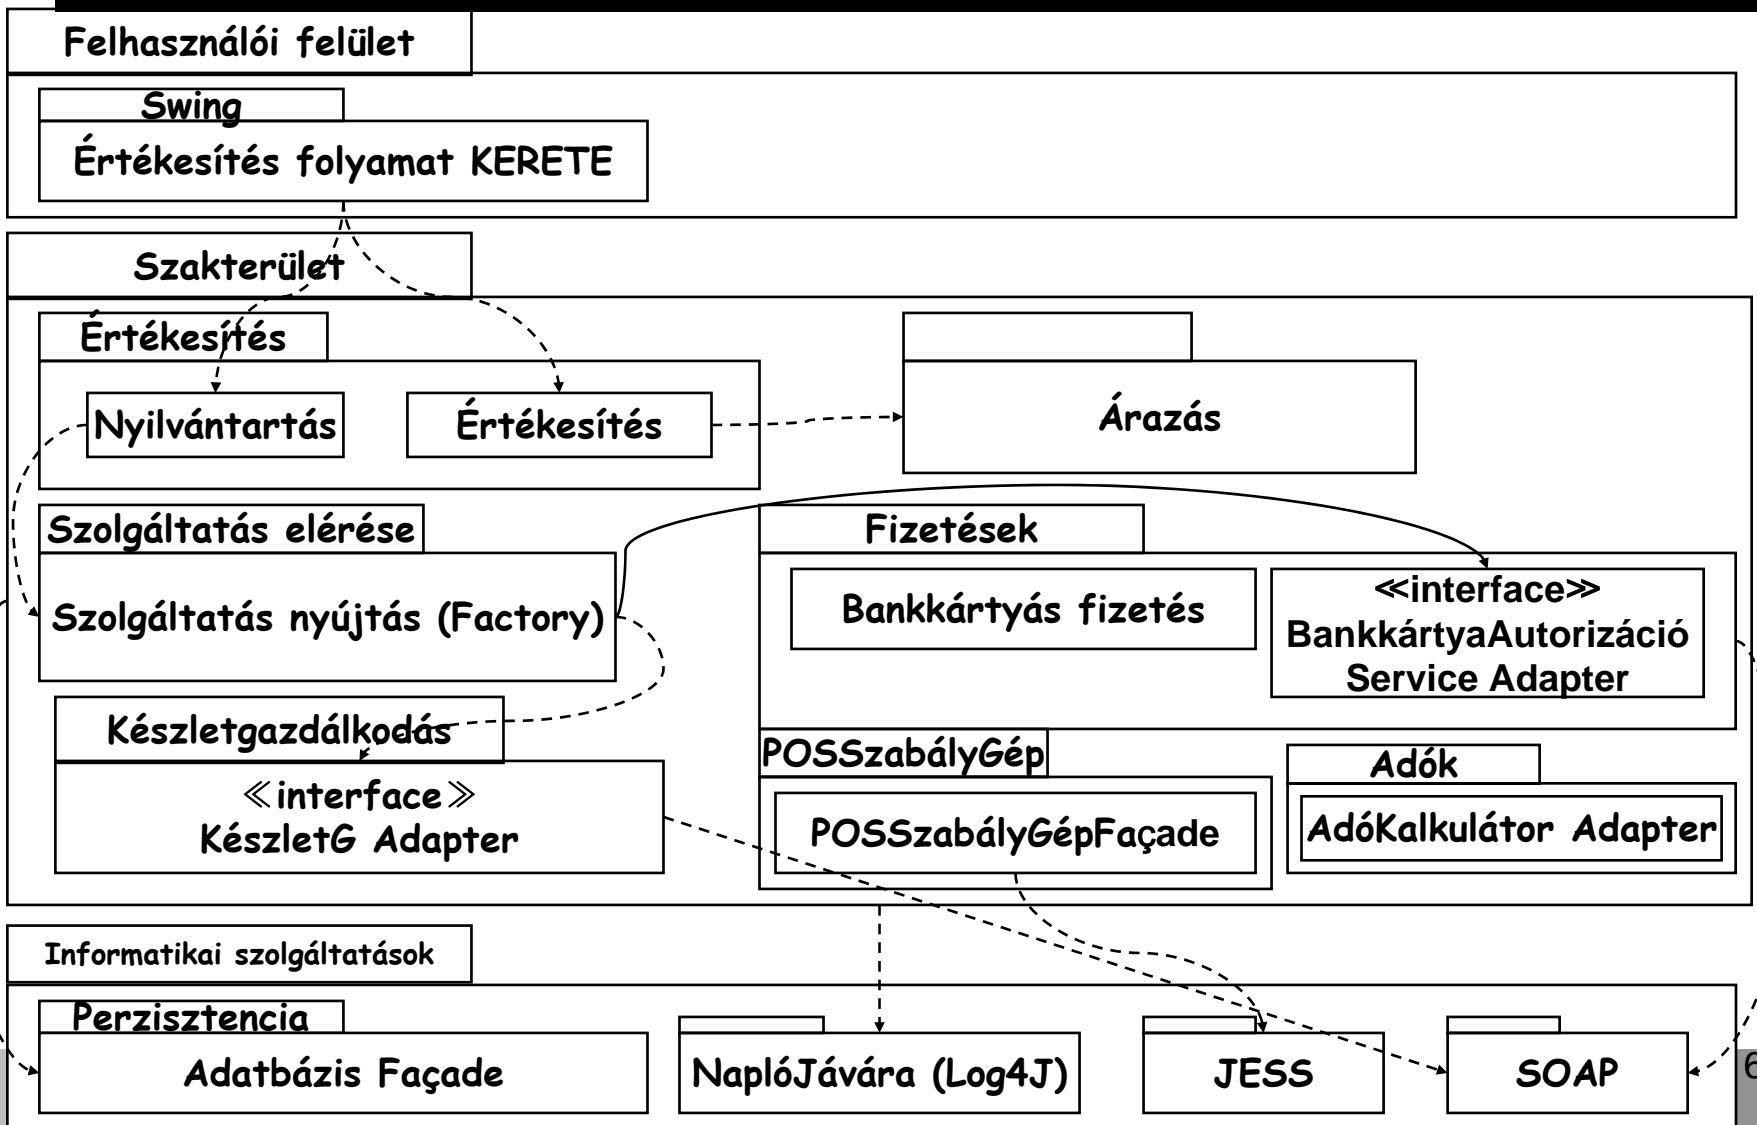 Felhasználói felület
Swing
Értékesítés folyamat KERETE
Szakterület
Értékesítés
Nyilvántartás
Értékesítés
Árazás
Szolgáltatás elérése
Szolgáltatás nyújtás (Factory)
Fizetések
Bankkártyás fizetés
≪interface≫
BankkártyaAutorizáció
Service Adapter
Készletgazdálkodás
≪interface≫
KészletG Adapter
POSSzabályGép
POSSzabályGépFaçade
Adók
AdóKalkulátor Adapter
Informatikai szolgáltatások
Perzisztencia
Adatbázis Façade
NaplóJávára (Log4J)
JESS
SOAP